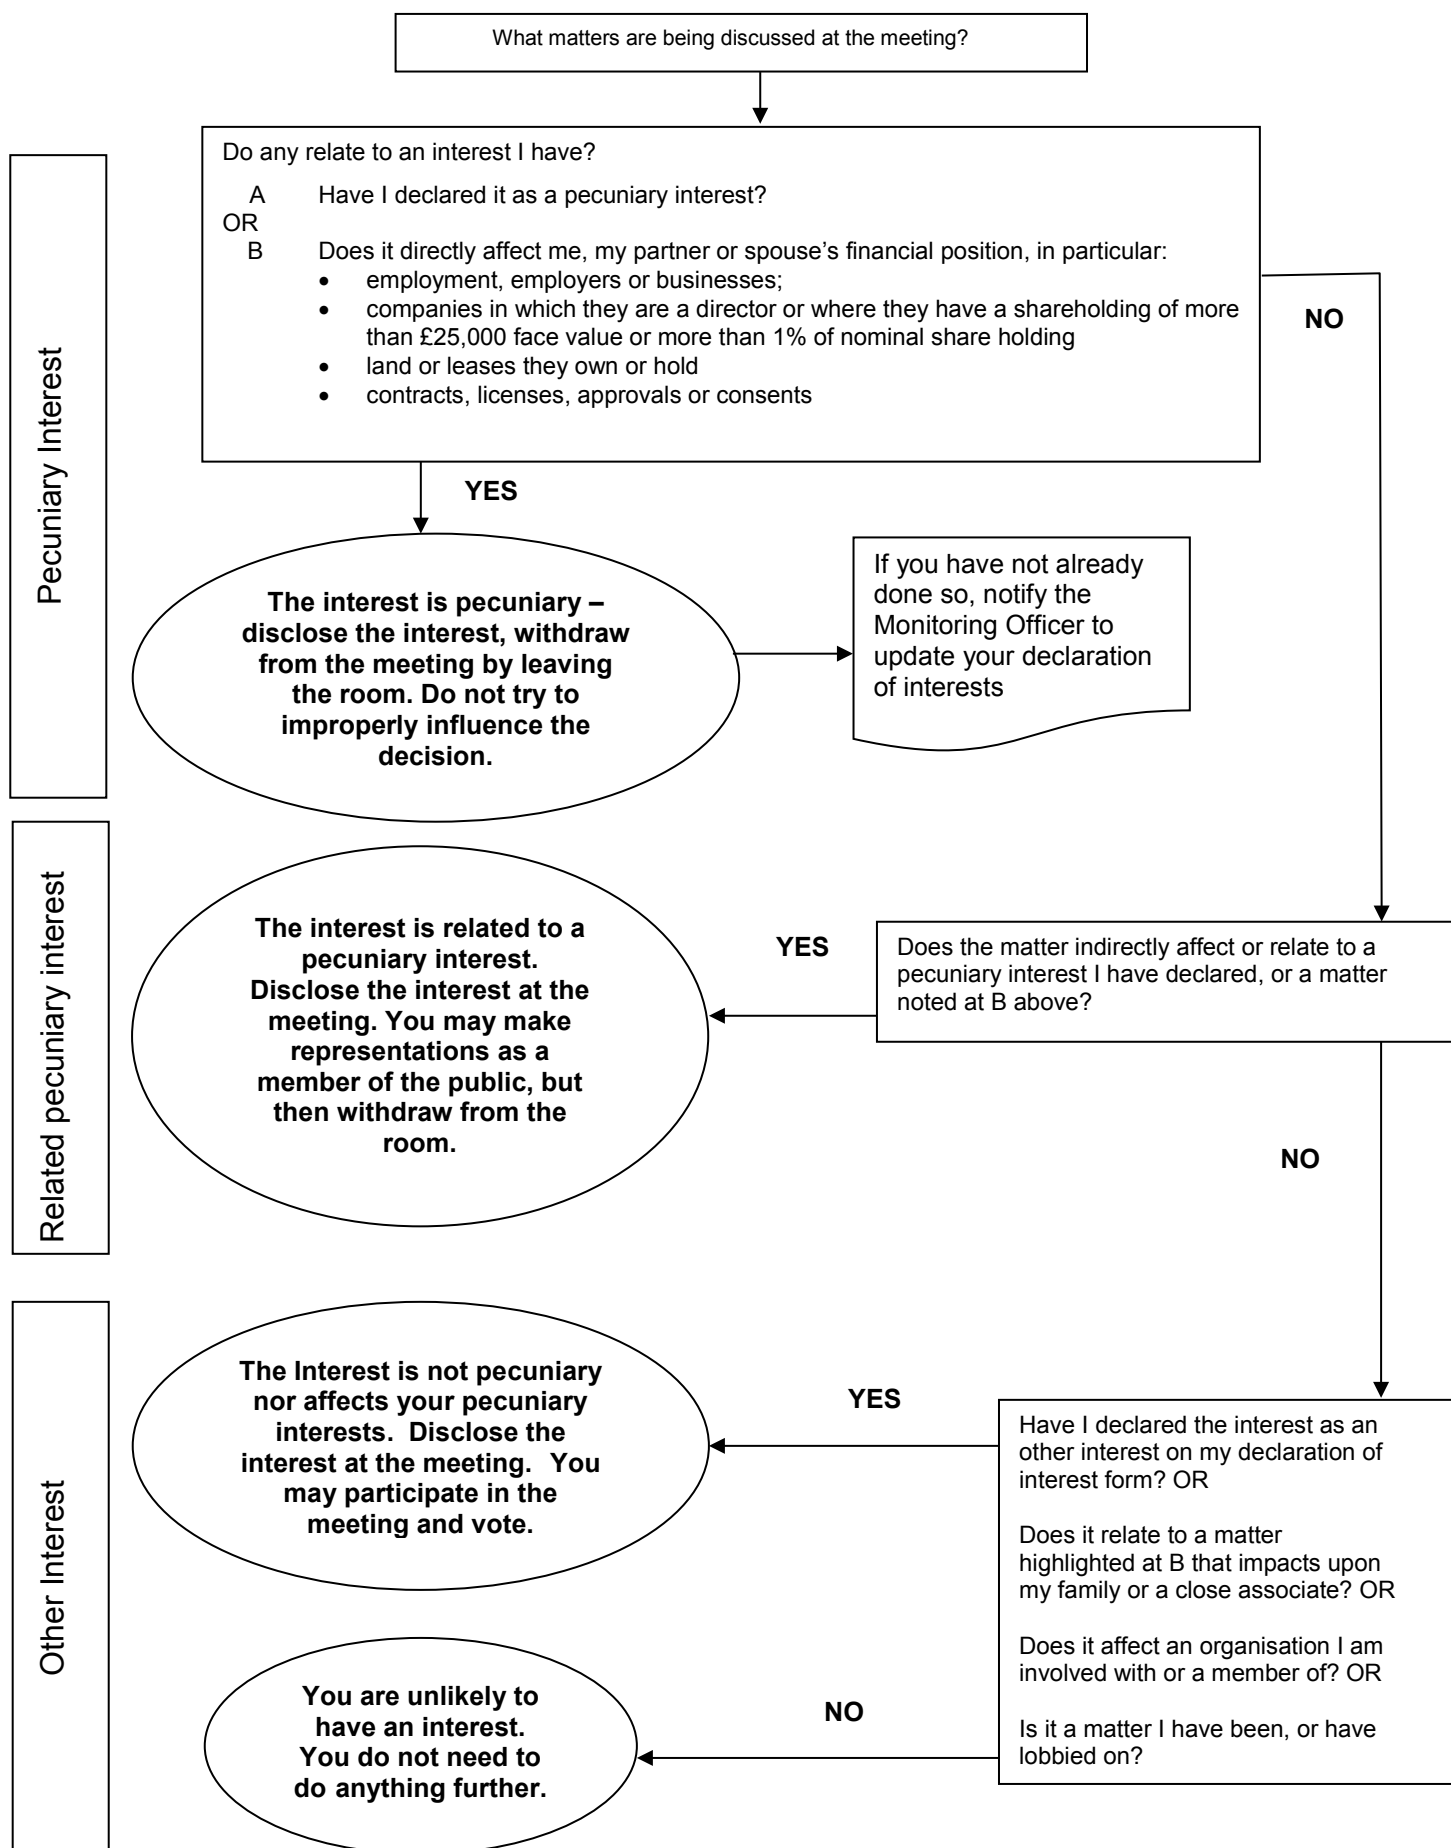 What matters are being discussed at the meeting?
Do any relate to an interest I have?
A Have I declared it as a pecuniary interest?
OR
B Does it directly affect me, my partner or spouse’s financial position, in particular:
• employment, employers or businesses;
• companies in which they are a director or where they have a shareholding of more
than £25,000 face value or more than 1% of nominal share holding
• land or leases they own or hold
• contracts, licenses, approvals or consents
NO
Pecuniary Interest
YES
The interest is pecuniary –
disclose the interest, withdraw
from the meeting by leaving
the room. Do not try to
improperly influence the
decision.
If you have not already
done so, notify the
Monitoring Officer to
update your declaration
of interests
Related pecuniary interest
The interest is related to a
pecuniary interest.
Disclose the interest at the
meeting. You may make
representations as a
member of the public, but
then withdraw from the
room.
YES
Does the matter indirectly affect or relate to a
pecuniary interest I have declared, or a matter
noted at B above?
NO
Other Interest
The Interest is not pecuniary
nor affects your pecuniary
interests. Disclose the
interest at the meeting. You
may participate in the
meeting and vote.
YES
Have I declared the interest as an
other interest on my declaration of
interest form? OR
Does it relate to a matter
highlighted at B that impacts upon
my family or a close associate? OR
Does it affect an organisation I am
involved with or a member of? OR
Is it a matter I have been, or have
lobbied on?
NO
You are unlikely to
have an interest.
You do not need to
do anything further.